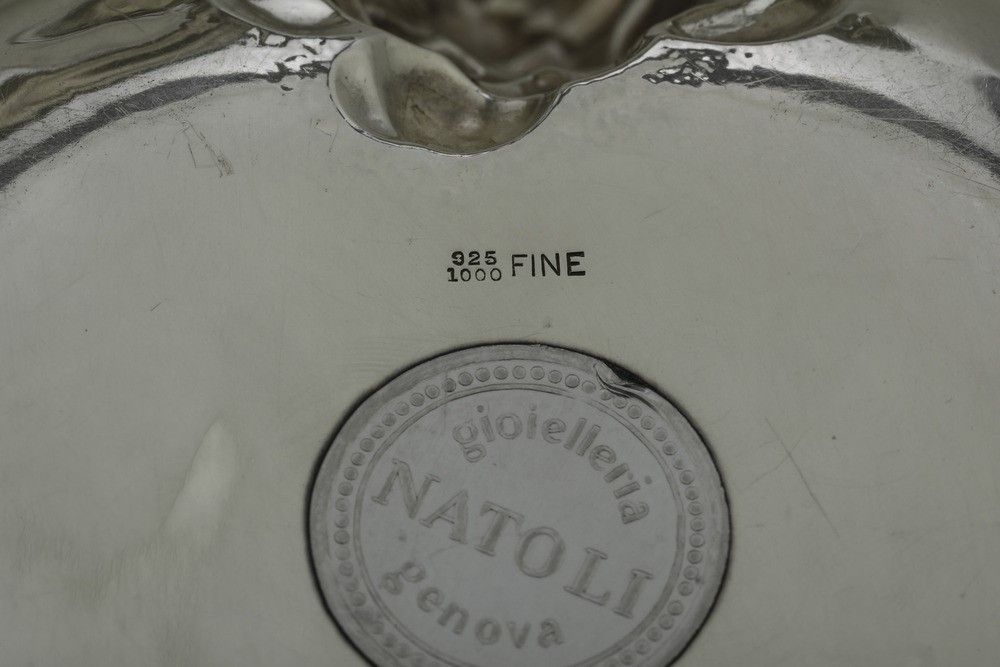 925
1000 FINE
gioielleria
NATOLI
genova